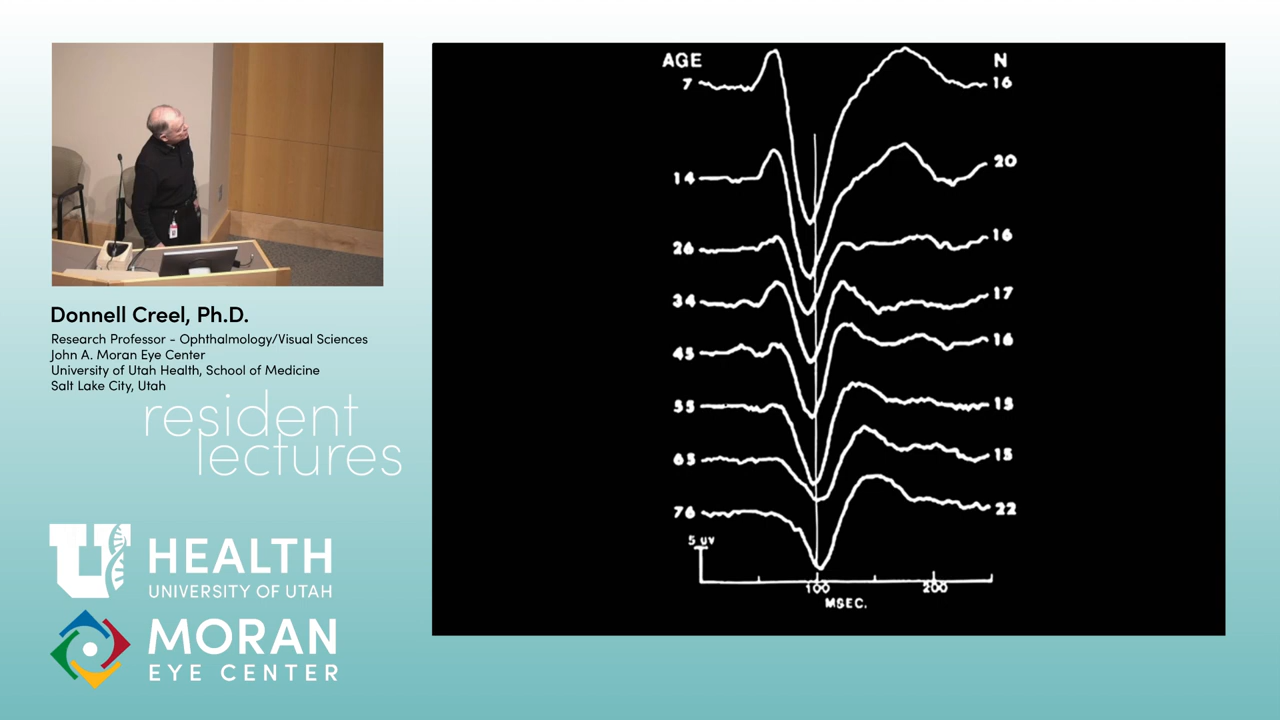 Donnell Creel, Ph.D.
Research Professor - Ophthalmology/Visual Sciences
John A. Moran Eye Center
University of Utah Health, School of Medicine
Salt Lake City, Utah
resident
lectures
U HEALTH
UNIVERSITY OF UTAH
MORAN
EYE CENTER
AGE N
7 16
14 20
26 16
34 17
45 16
55 15
65 15
76 22
5 uv
100 200
MSEC.